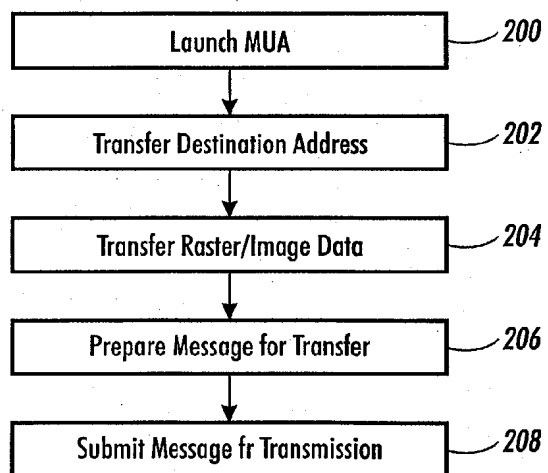 Launch MUA 200
Transfer Destination Address 202
Transfer Raster/Image Data 204
Prepare Message for Transfer 206
Submit Message fr Transmission 208